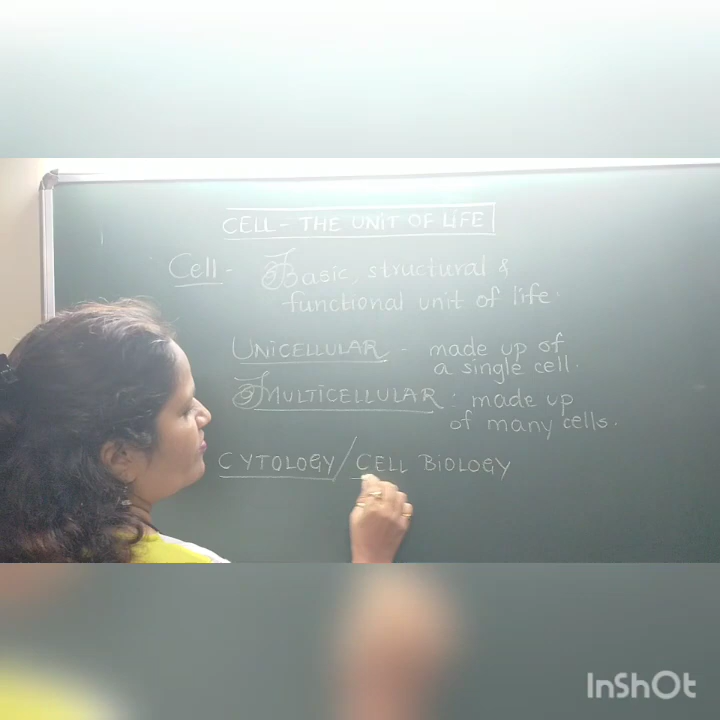 CELL - THE UNIT OF LIFE
Cell - Basic, structural &
functional unit of life.
UNICELLULAR - made up of
a single cell.
MULTICELLULAR : made up
of many cells.
CYTOLOGY / CELL BIOLOGY
InShOt